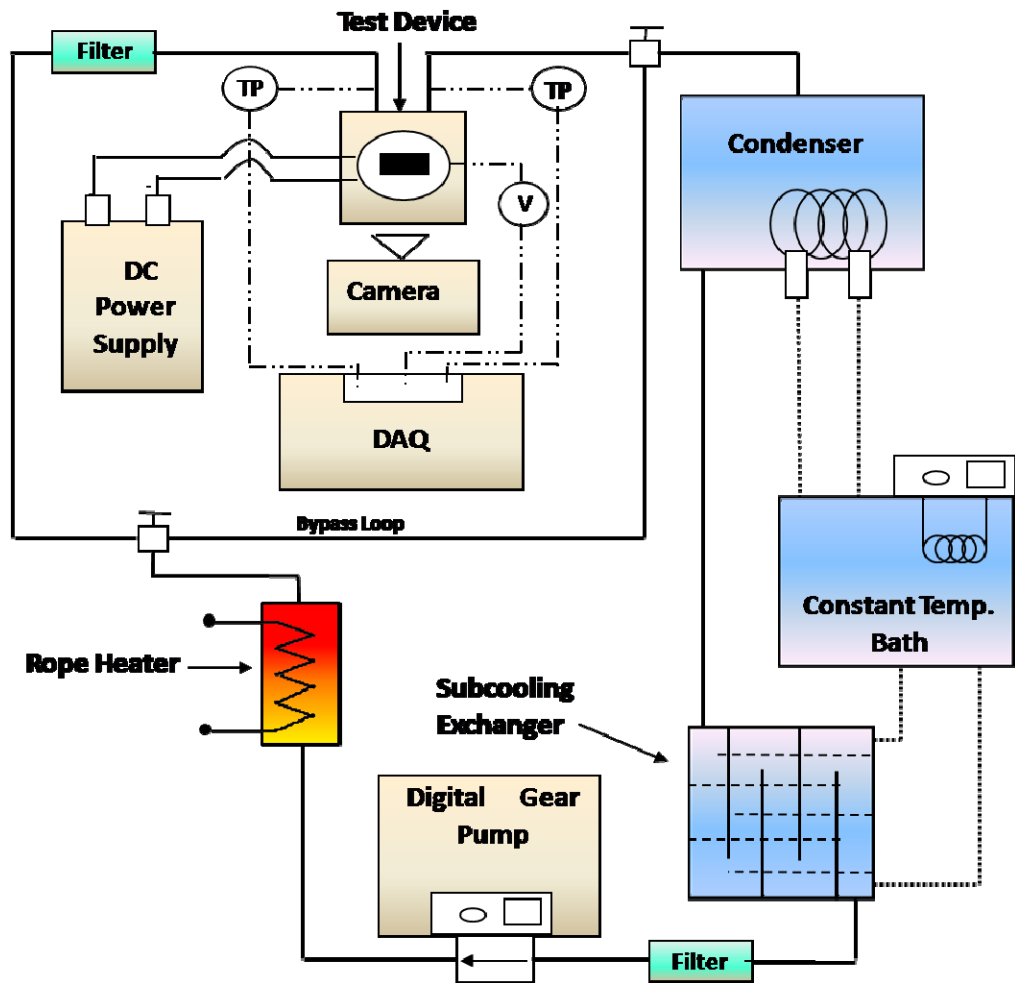 Test Device
Filter
TP
TP
Condenser
V
DC
Power
Supply
Camera
DAQ
Bypass Loop
Constant Temp.
Bath
Rope Heater
Subcooling
Exchanger
Digital Gear
Pump
Filter